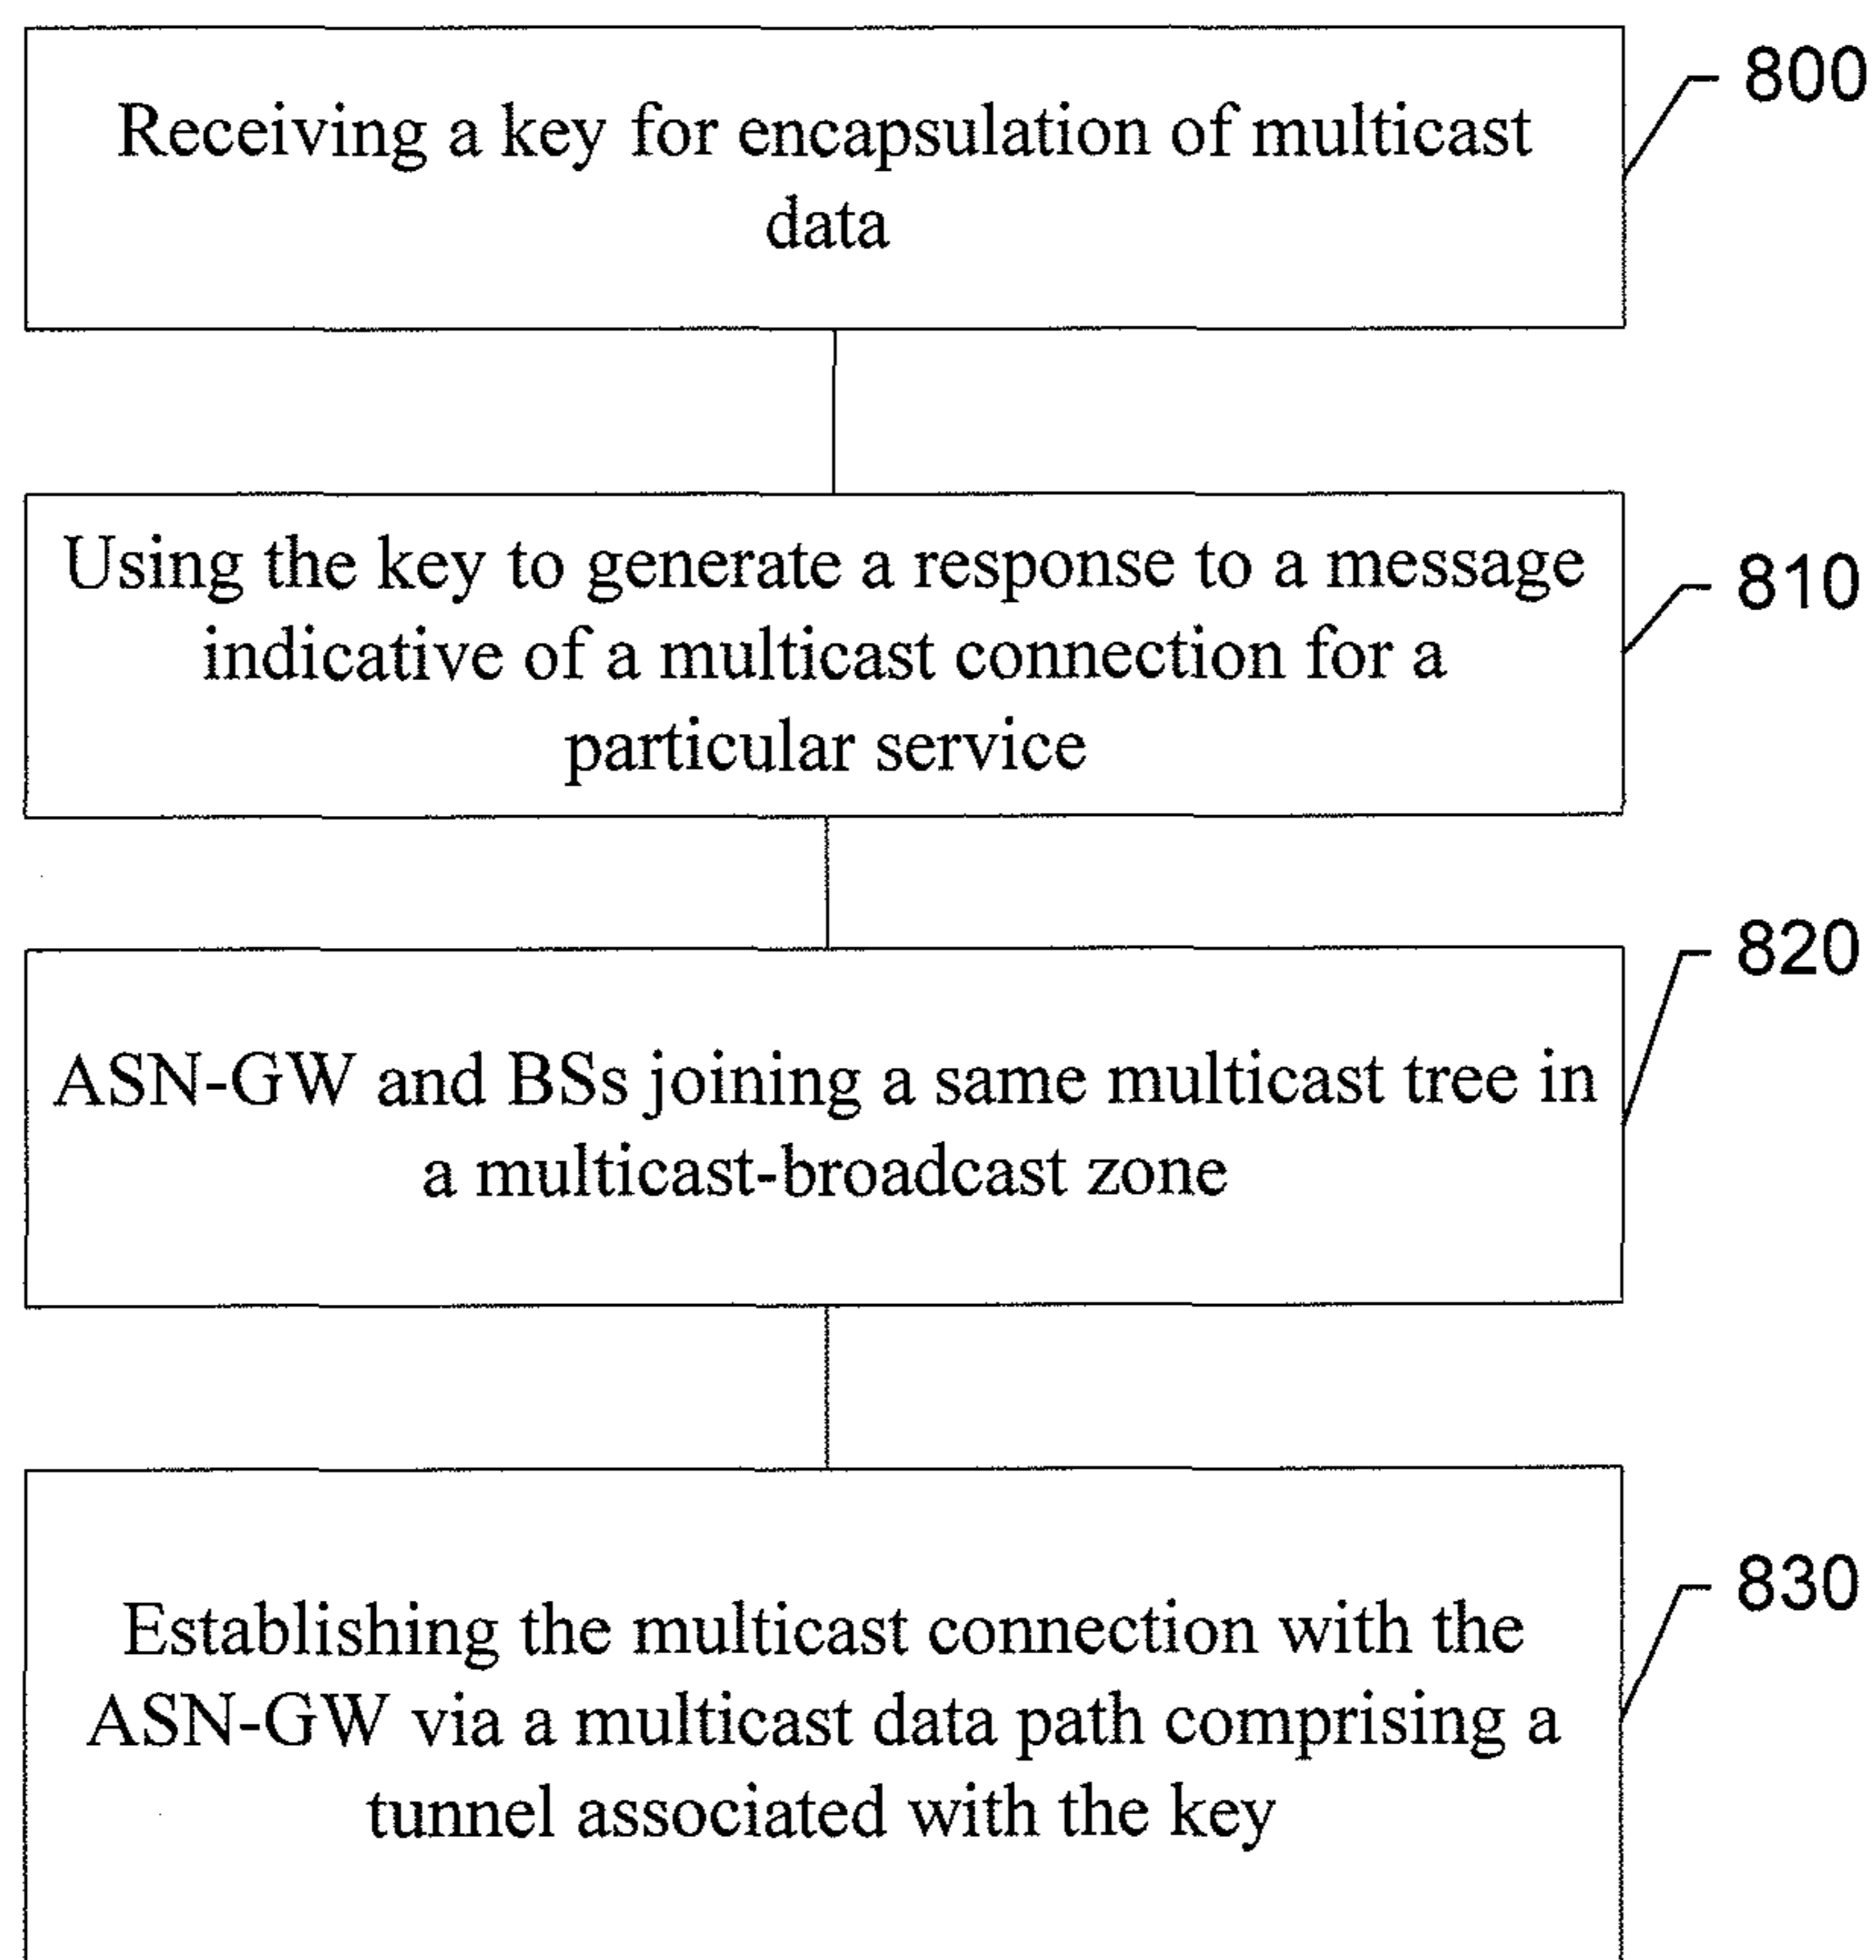 Receiving a key for encapsulation of multicast
data
800
Using the key to generate a response to a message
indicative of a multicast connection for a
particular service
810
ASN-GW and BSs joining a same multicast tree in
a multicast-broadcast zone
820
Establishing the multicast connection with the
ASN-GW via a multicast data path comprising a
tunnel associated with the key
830